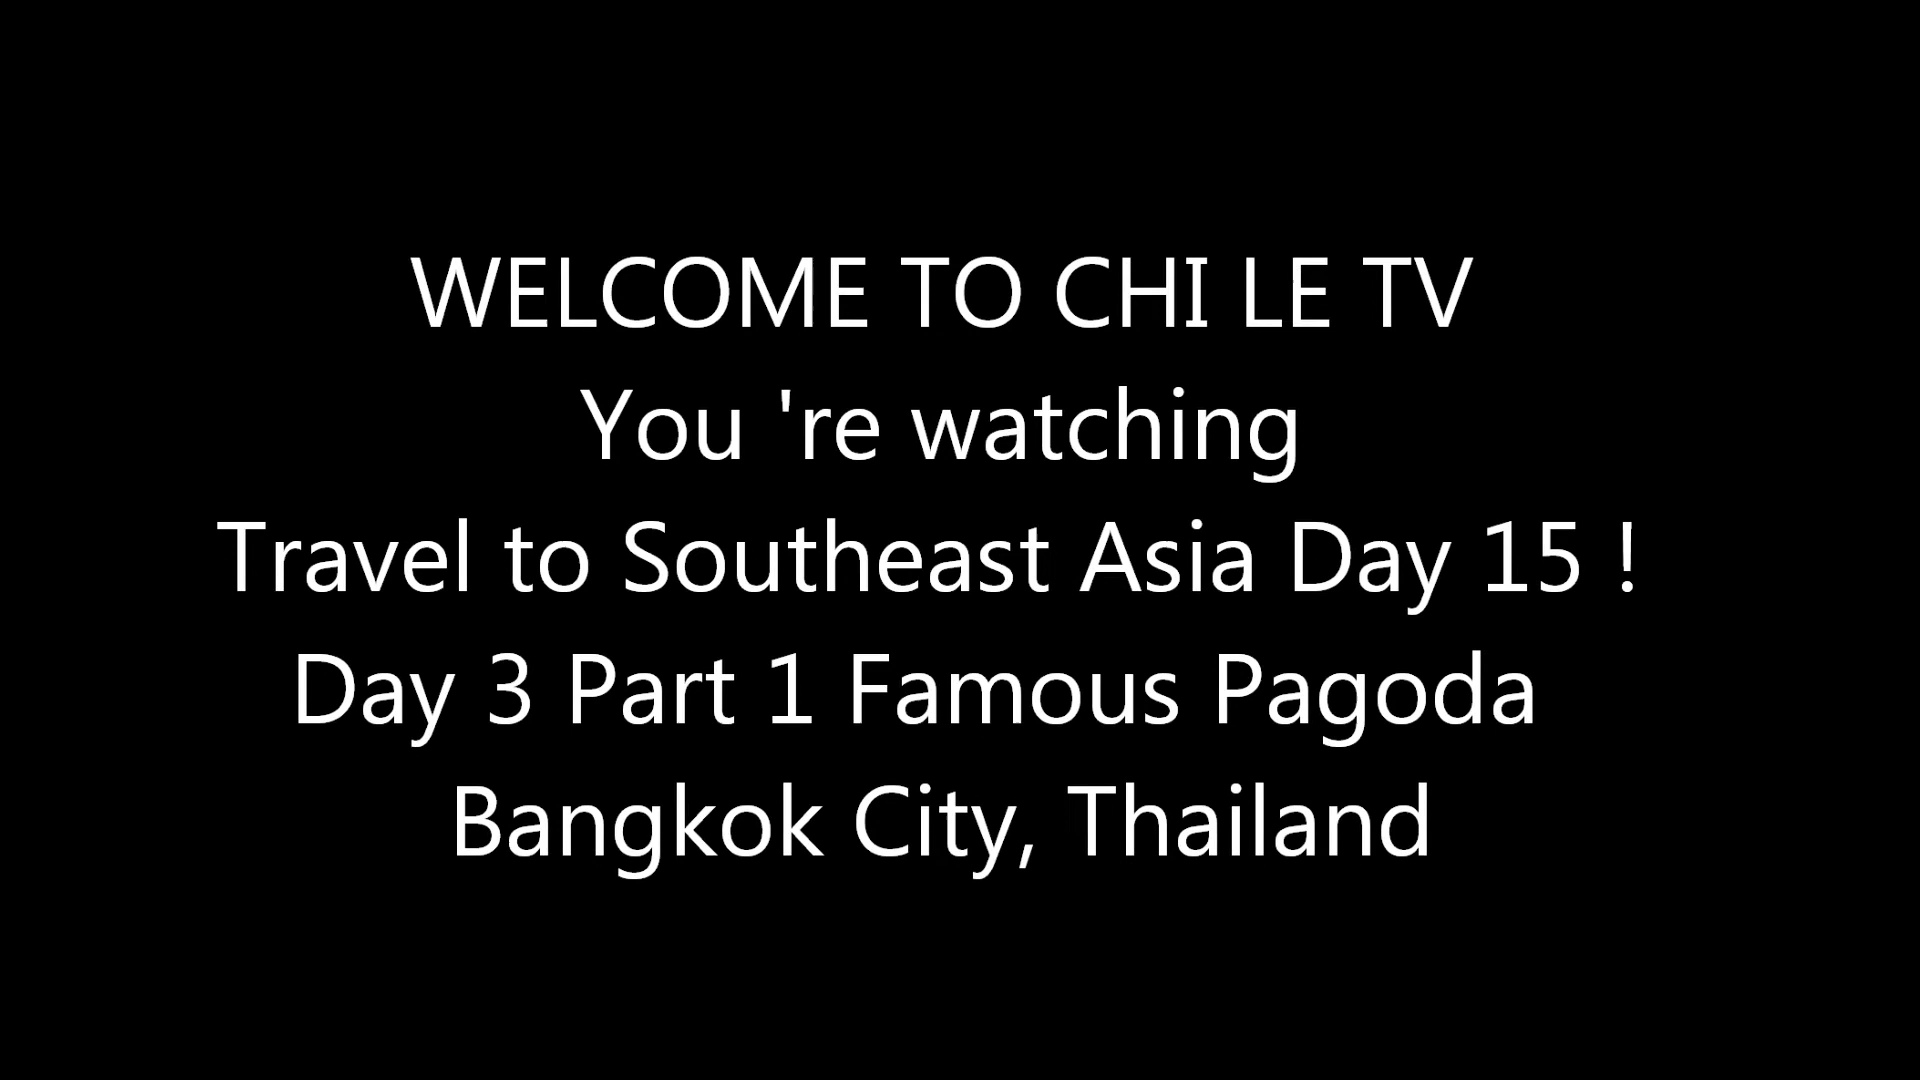 WELCOME TO CHI LE TV
You 're watching
Travel to Southeast Asia Day 15 !
Day 3 Part 1 Famous Pagoda
Bangkok City, Thailand